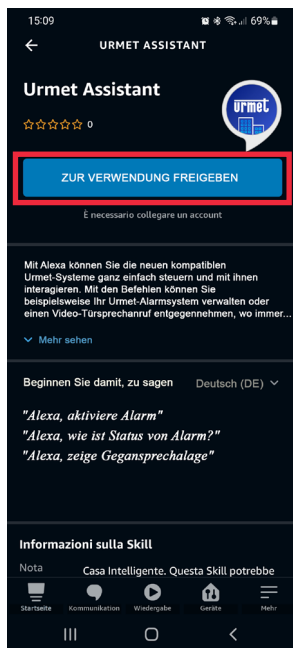 15:09
69%
URMET ASSISTANT
Urmet Assistant
urmet
0
ZUR VERWENDUNG FREIGEBEN
È necessario collegare un account
Mit Alexa können Sie die neuen kompatiblen
Urmet-Systeme ganz einfach steuern und mit ihnen
interagieren. Mit den Befehlen können Sie
beispielsweise Ihr Urmet-Alarmsystem verwalten oder
einen Video-Türsprechanruf entgegennehmen, wo immer...
Mehr sehen
Beginnen Sie damit, zu sagen
Deutsch (DE)
"Alexa, aktiviere Alarm"
"Alexa, wie ist Status von Alarm?"
"Alexa, zeige Gegansprechalage"
Informazioni sulla Skill
Nota
Casa Intelligente. Questa Skill potrebbe
Startseite
Kommunikation
Wiedergabe
Geräte
Mehr